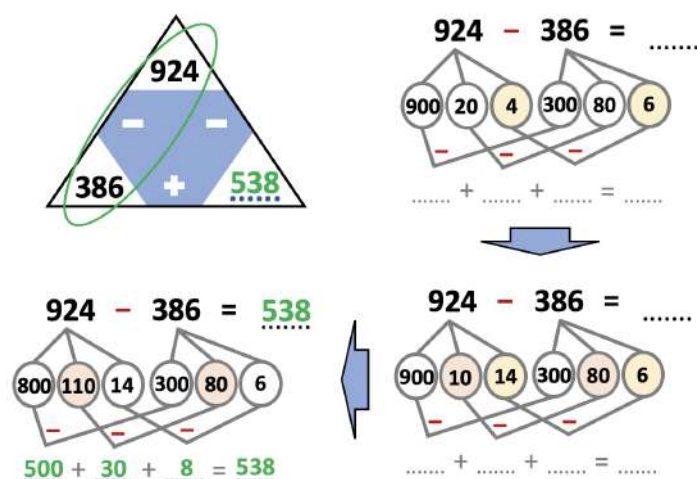 924
− −
386 + 538
924 − 386 = ......
900 20 4 300 80 6
− − −
...... + ...... + ...... = ......
924 − 386 = 538
800 110 14 300 80 6
− − −
500 + 30 + 8 = 538
924 − 386 = ......
900 10 14 300 80 6
− − −
...... + ...... + ...... = ......